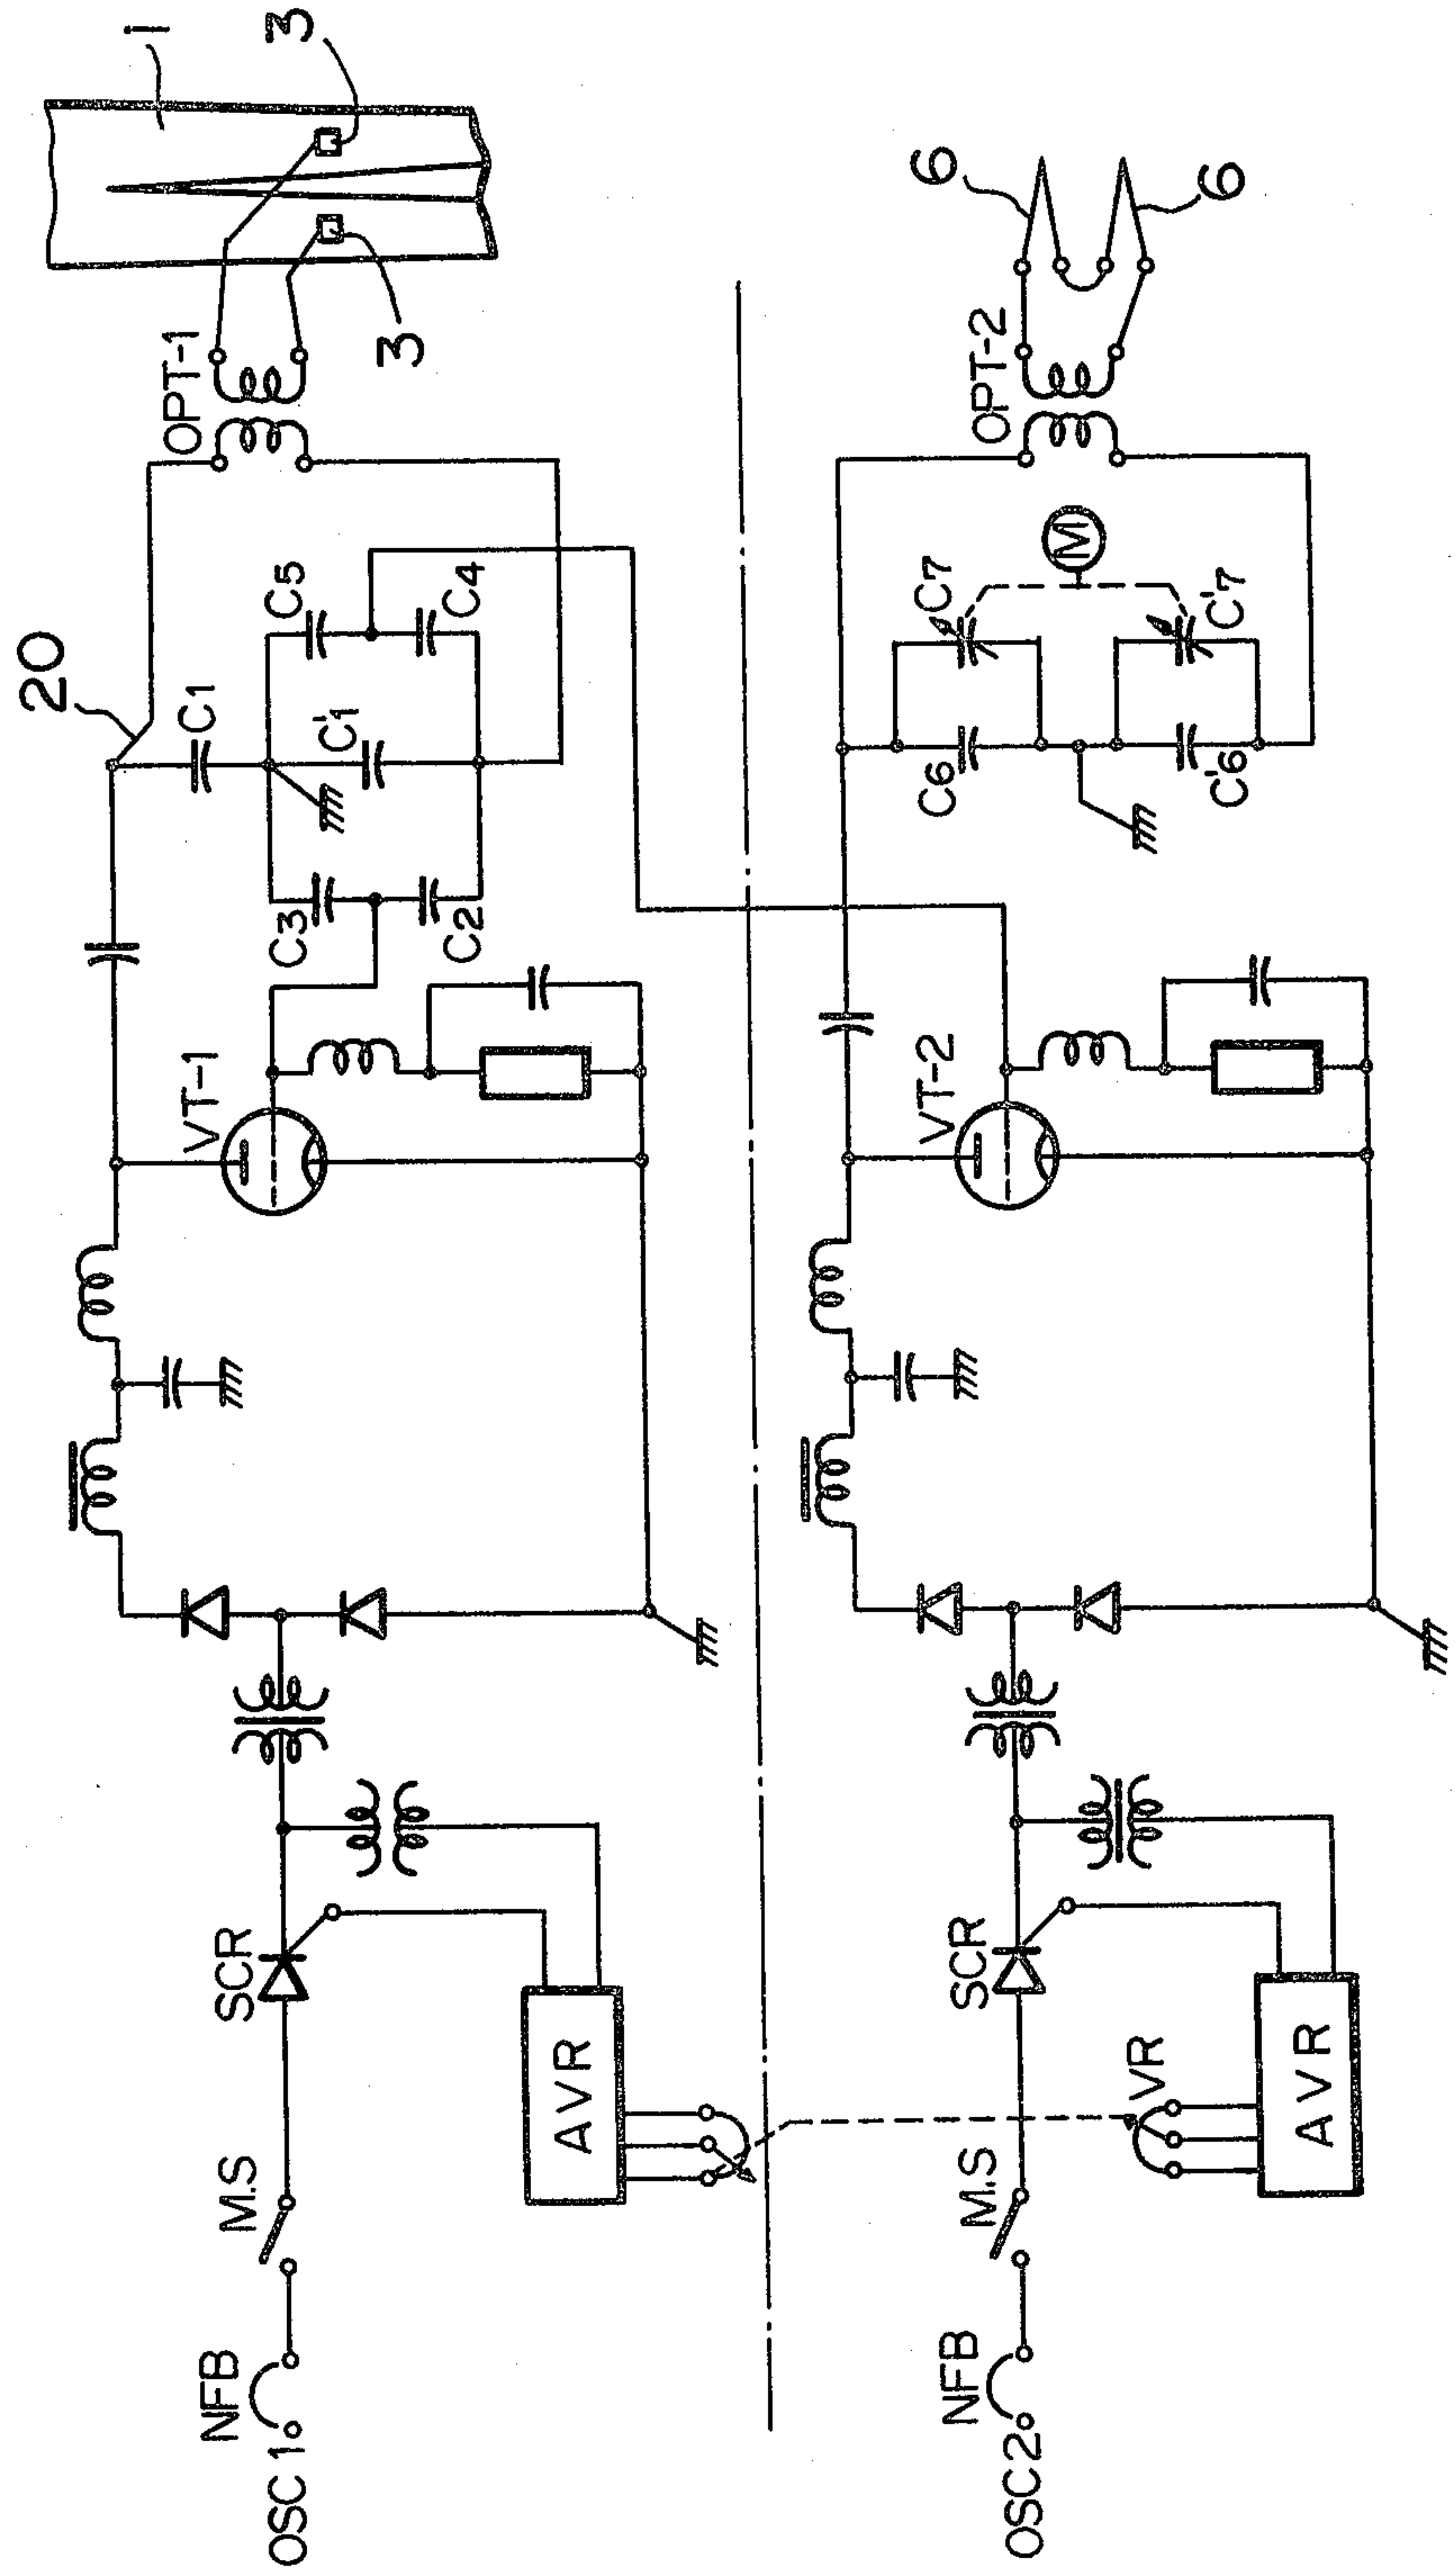 OSC 1
NFB
M.S
SCR
AVR
VT-1
C3
C2
20
C1
C'1
C5
C4
OPT-1
1
3
3
OSC2
NFB
M.S
SCR
VR
AVR
VT-2
C6
C'6
C7
C'7
M
OPT-2
6
6